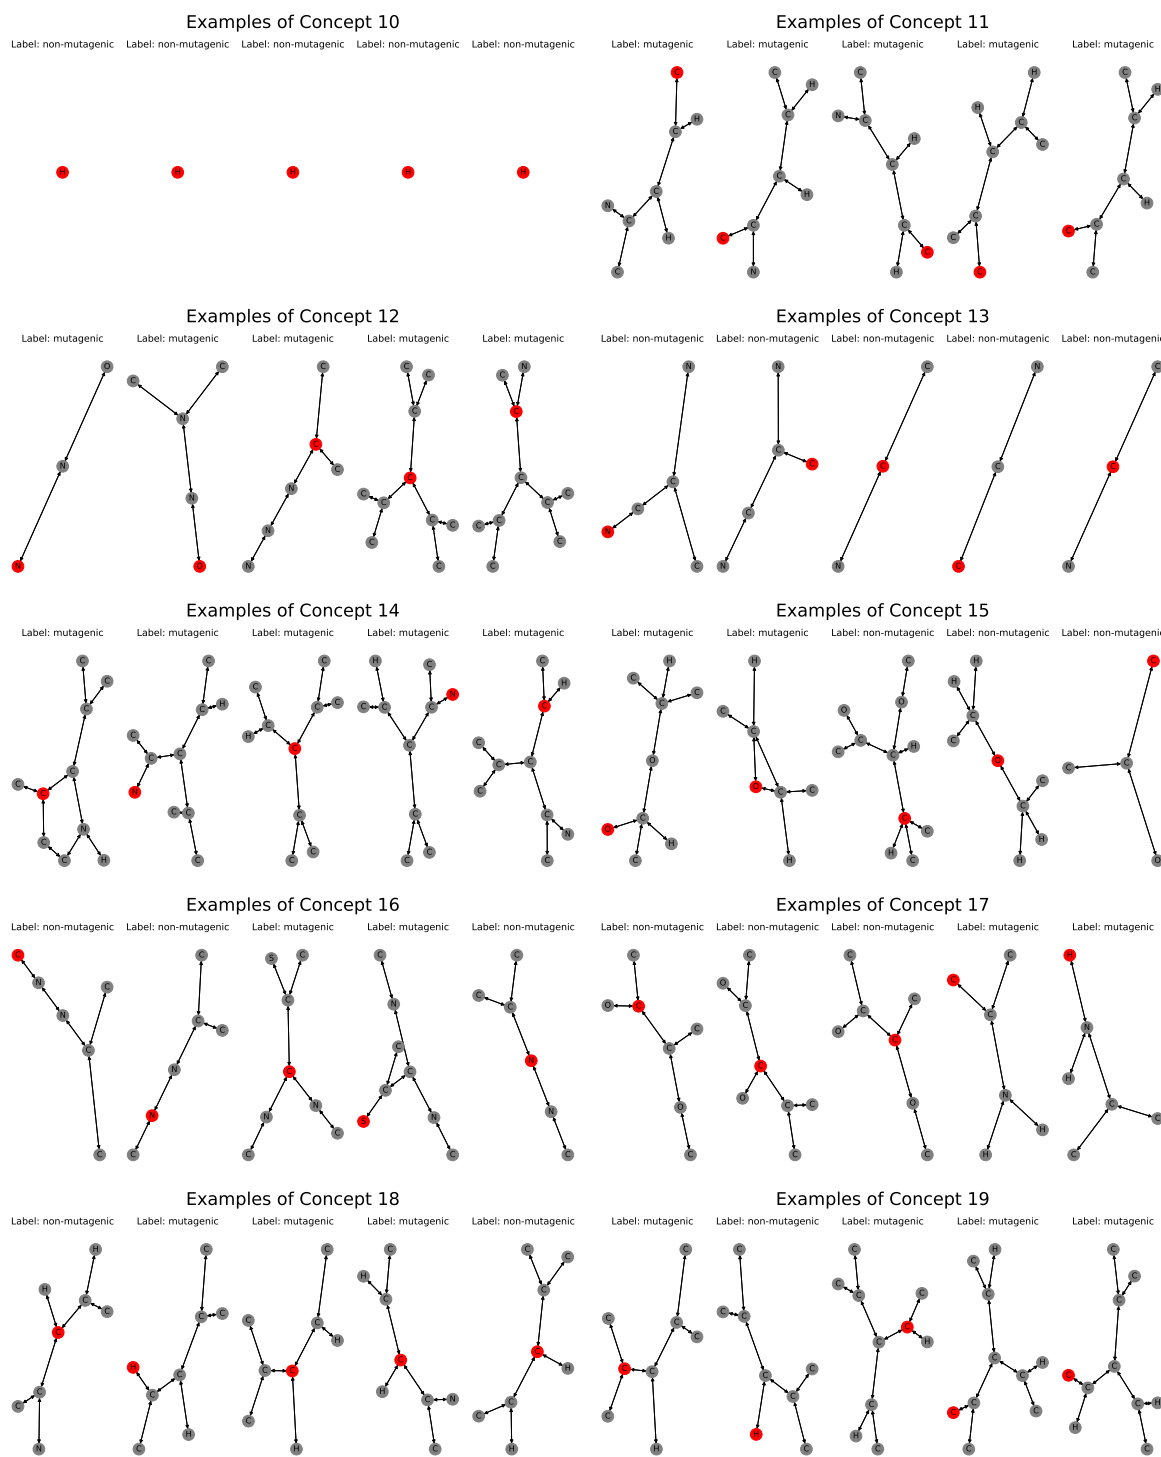 Examples of Concept 10
Label: non-mutagenic Label: non-mutagenic Label: non-mutagenic Label: non-mutagenic Label: non-mutagenic
H H H H H
Examples of Concept 11
Label: mutagenic Label: mutagenic Label: mutagenic Label: mutagenic Label: mutagenic
C C C H C
H H H
C C N C H C C
H C C
N C H C H C H
C C C C C C C
H C
C N H C C
Examples of Concept 12
Label: mutagenic Label: mutagenic Label: mutagenic Label: mutagenic Label: mutagenic
O C C C C C C C N
N C C C
N C C C C
N N C C C C C C
N C C C C
N O N C C
Examples of Concept 13
Label: non-mutagenic Label: non-mutagenic Label: non-mutagenic Label: non-mutagenic Label: non-mutagenic
N N C N C
C C C C C
N C C
C N N C N
Examples of Concept 14
Label: mutagenic Label: mutagenic Label: mutagenic Label: mutagenic Label: mutagenic
C C C H C C
C C H C C C C N C H
C C C C H C C C C
C C N C C C
C C N C C C C C N
C C H C C C C C C
Examples of Concept 15
Label: mutagenic Label: mutagenic Label: non-mutagenic Label: non-mutagenic Label: non-mutagenic
H H C H C
C C C C O O H C
O C C C H C O C C
O C O C C C C C
C H H H C H H O
Examples of Concept 16
Label: non-mutagenic Label: non-mutagenic Label: mutagenic Label: mutagenic Label: non-mutagenic
C C S C C C
N C C C C N C C
N C N C C C N
C N N N C S N N
C C C C C C
Examples of Concept 17
Label: non-mutagenic Label: non-mutagenic Label: non-mutagenic Label: mutagenic Label: mutagenic
C C C C C H
O C O C C O C C N
C C C C H
O O C C O N H C C
C C C H C
Examples of Concept 18
Label: non-mutagenic Label: mutagenic Label: mutagenic Label: mutagenic Label: non-mutagenic
H C C C C C
H C C C C C H H C C
C H C C C C C H
C C C H C C H C N C C
N C H H C H
Examples of Concept 19
Label: mutagenic Label: non-mutagenic Label: mutagenic Label: mutagenic Label: mutagenic
C C C H C
C C C C C C C C C C C
C C C C C C H C C H C C
C C C C C C C C H
C H H C C H C
H C C C C